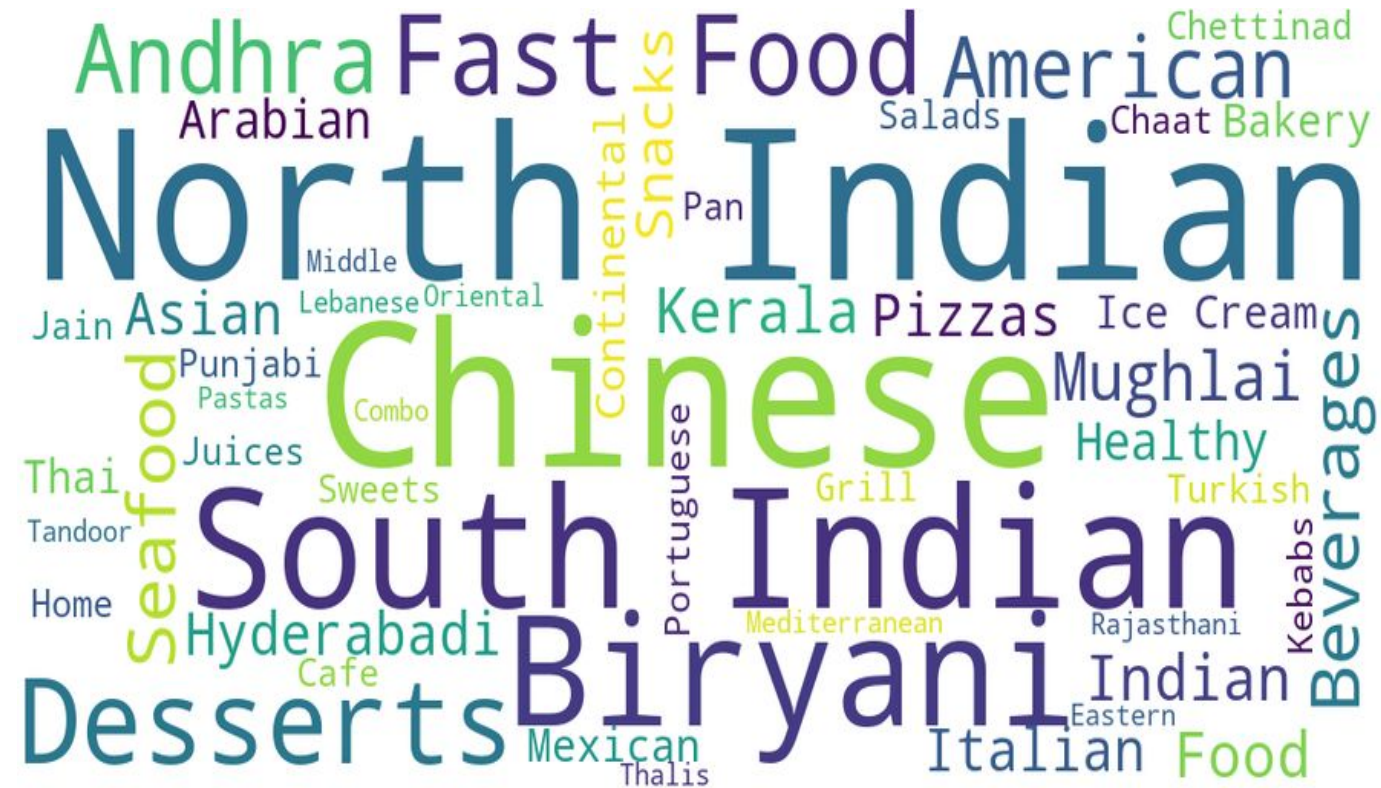 Andhra
Fast Food
Snacks
American
Chettinad
Arabian
Salads
Chaat
Bakery
North Indian
Continental
Pan
Middle
Jain
Asian
Lebanese
Oriental
Kerala
Pizzas
Ice Cream
Beverages
Seafood
Punjabi
Chinese
Mughlai
Pastas
Combo
Portuguese
Juices
Healthy
Thai
Sweets
Grill
Turkish
Tandoor
South Indian
Kebabs
Home
Hyderabadi
Biryani
Mediterranean
Rajasthani
Cafe
Indian
Desserts
Eastern
Mexican
Italian
Food
Thalis